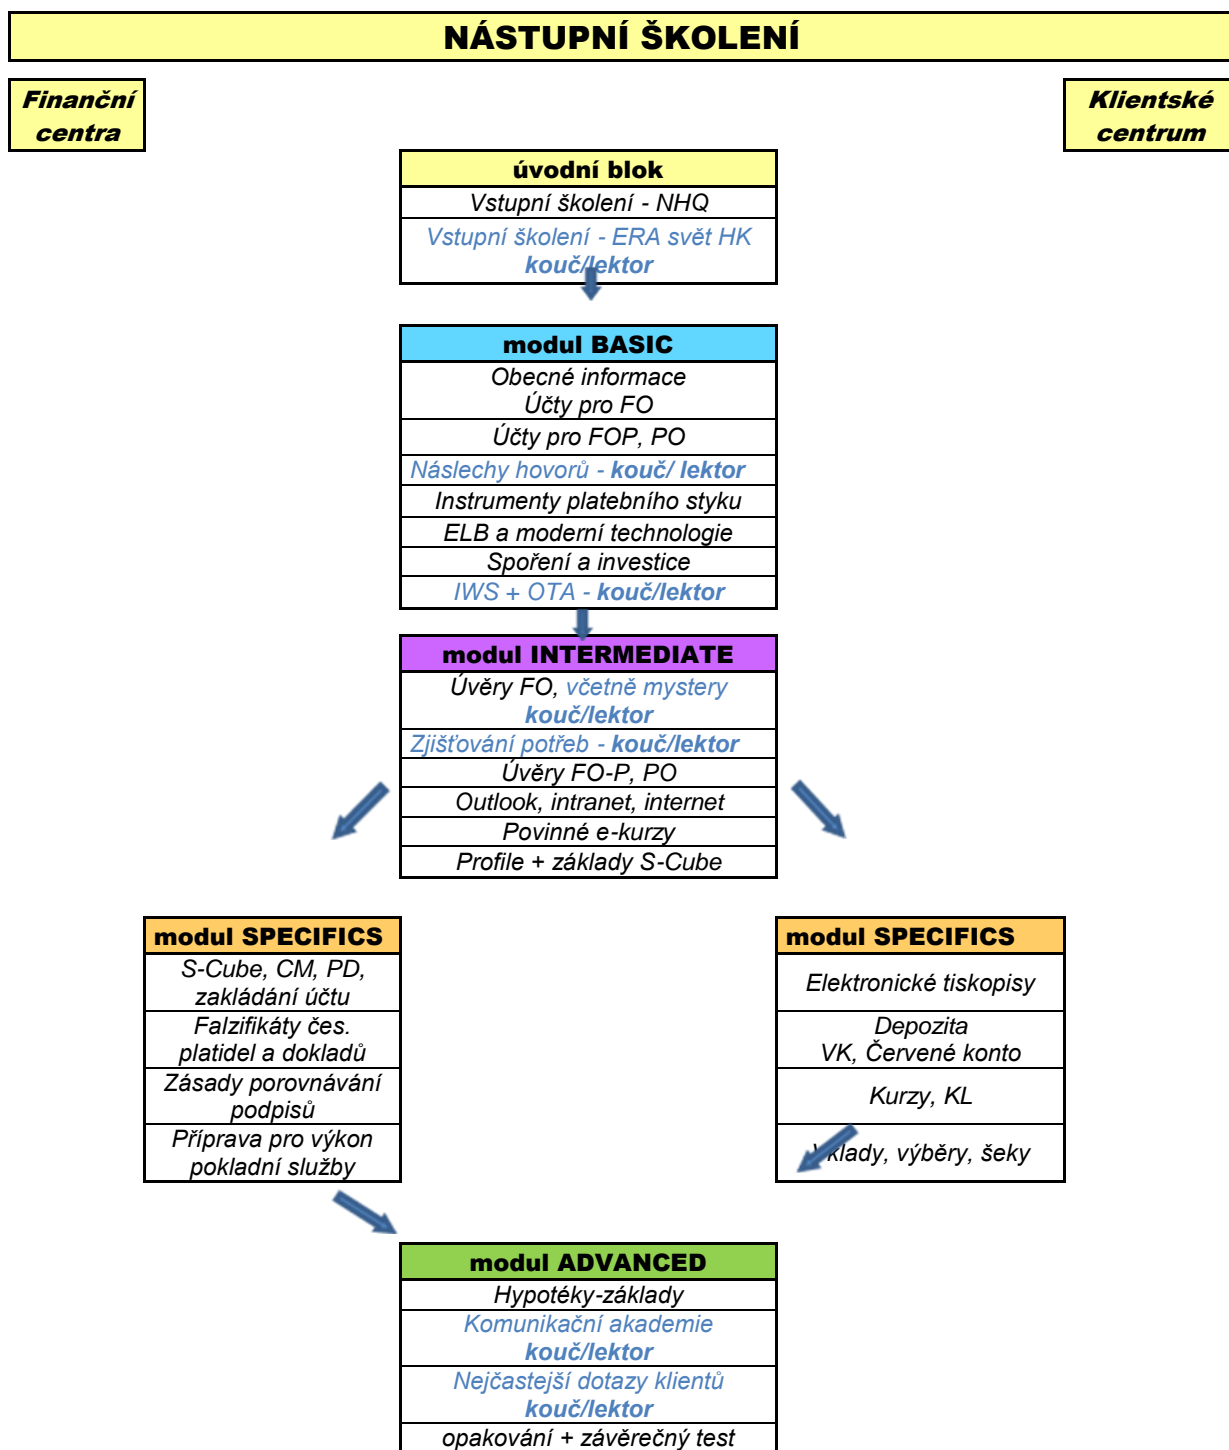 NÁSTUPNÍ ŠKOLENÍ
Finanční
centra
Klientské
centrum
úvodní blok
Vstupní školení - NHQ
Vstupní školení - ERA svět HK
kouč/lektor
modul BASIC
Obecné informace
Účty pro FO
Účty pro FOP, PO
Náslechy hovorů - kouč/ lektor
Instrumenty platebního styku
ELB a moderní technologie
Spoření a investice
IWS + OTA - kouč/lektor
modul INTERMEDIATE
Úvěry FO, včetně mystery
kouč/lektor
Zjišťování potřeb - kouč/lektor
Úvěry FO-P, PO
Outlook, intranet, internet
Povinné e-kurzy
Profile + základy S-Cube
modul SPECIFICS
S-Cube, CM, PD,
zakládání účtu
Falzifikáty čes.
platidel a dokladů
Zásady porovnávání
podpisů
Příprava pro výkon
pokladní služby
modul SPECIFICS
Elektronické tiskopisy
Depozita
VK, Červené konto
Kurzy, KL
Vklady, výběry, šeky
modul ADVANCED
Hypotéky-základy
Komunikační akademie
kouč/lektor
Nejčastejší dotazy klientů
kouč/lektor
opakování + závěrečný test